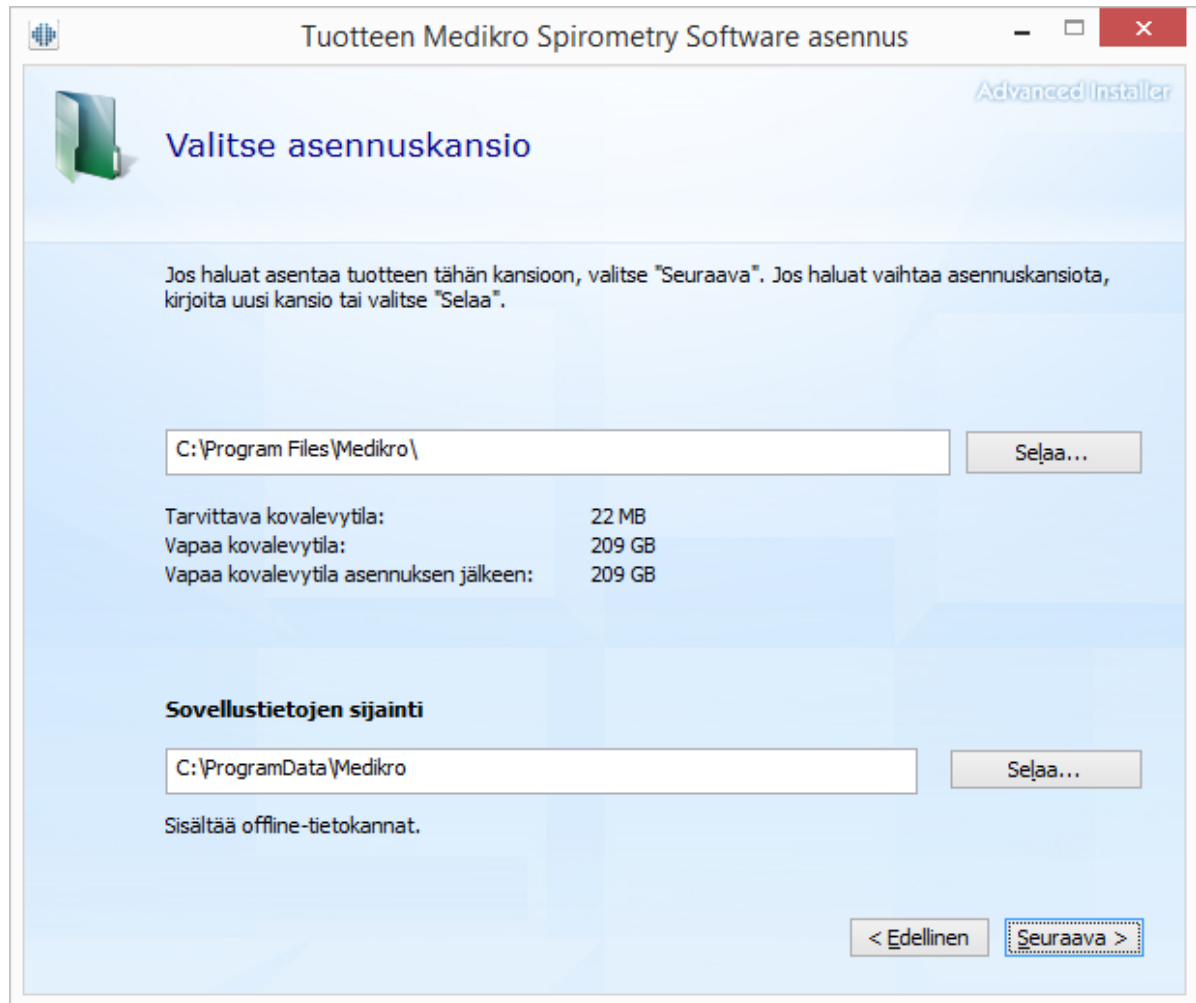 Tuotteen Medikro Spirometry Software asennus
Advanced Installer
Valitse asennuskansio
Jos haluat asentaa tuotteen tähän kansioon, valitse "Seuraava". Jos haluat vaihtaa asennuskansiota,
kirjoita uusi kansio tai valitse "Selaa".
C:\Program Files\Medikro\ Selaa...
Tarvittava kovalevytila: 22 MB
Vapaa kovalevytila: 209 GB
Vapaa kovalevytila asennuksen jälkeen: 209 GB
Sovellustietojen sijainti
C:\ProgramData\Medikro Selaa...
Sisältää offline-tietokannat.
< Edellinen Seuraava >